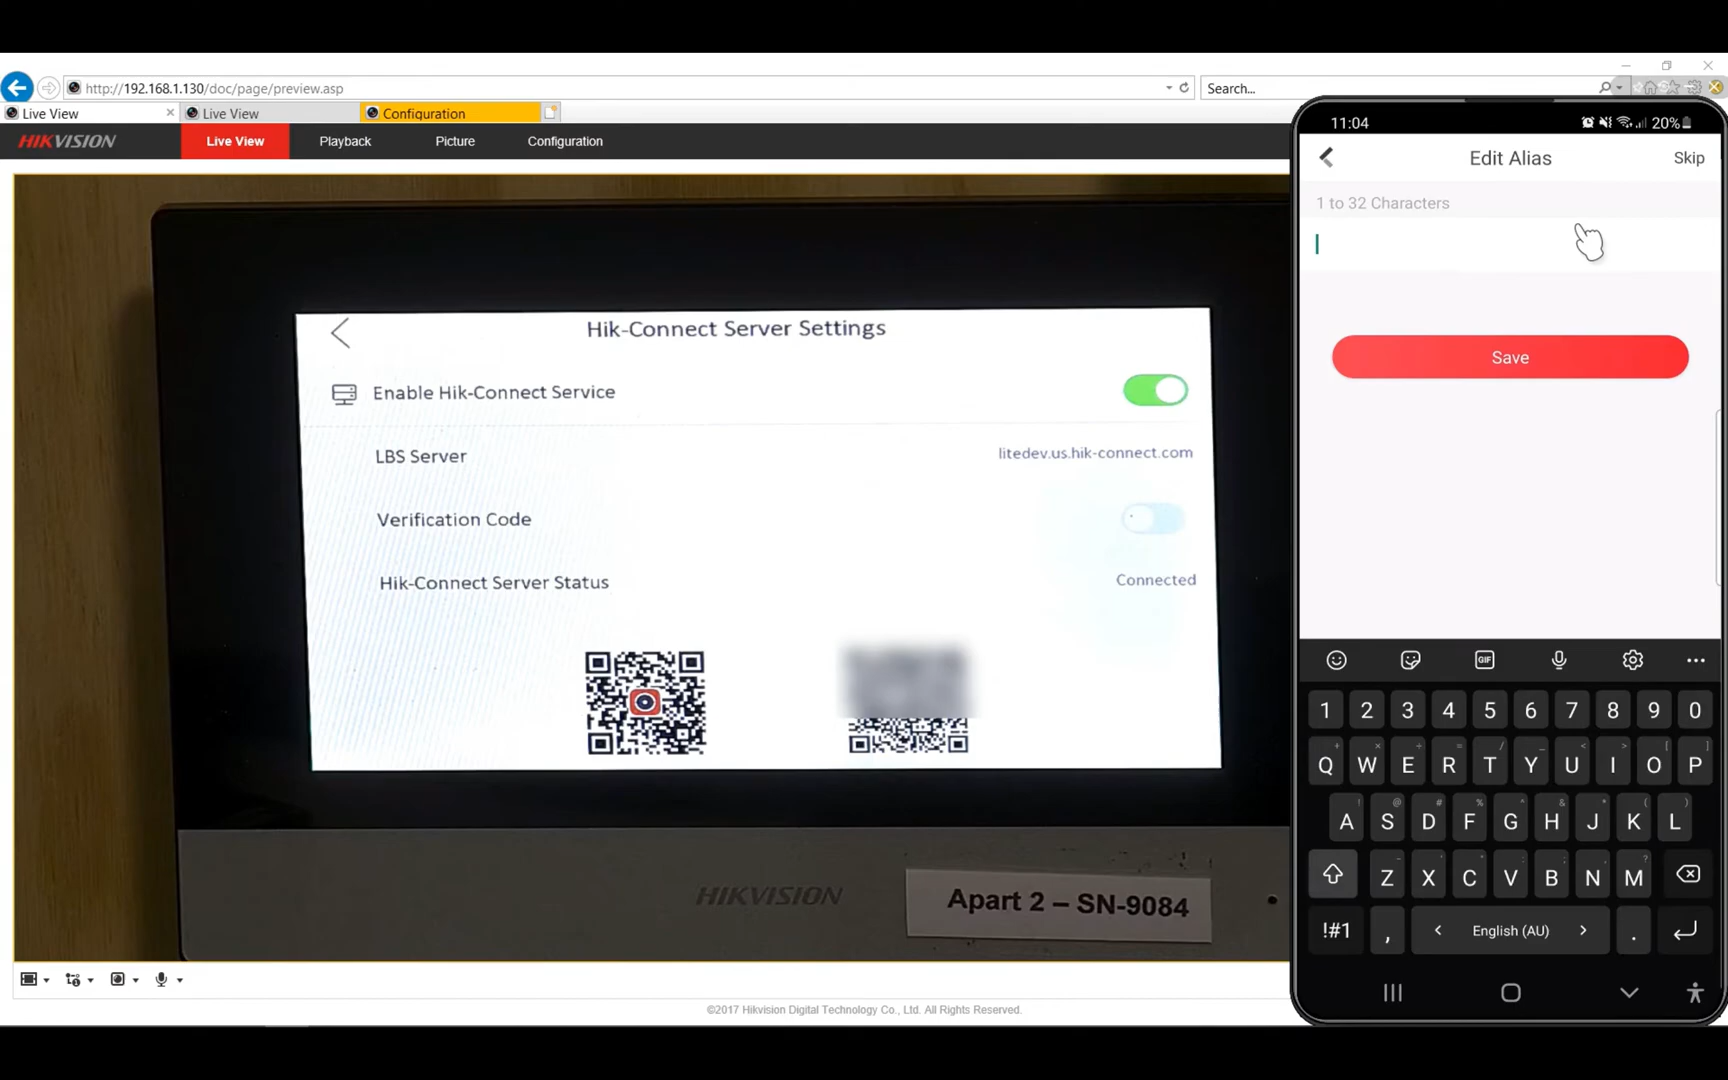 http://192.168.1.130/doc/page/preview.asp
Search...
Live View
Live View
Configuration
HIKVISION
Live View
Playback
Picture
Configuration
Hik-Connect Server Settings
Enable Hik-Connect Service
LBS Server
litedev.us.hik-connect.com
Verification Code
Hik-Connect Server Status
Connected
HIKVISION
Apart 2 – SN-9084
©2017 Hikvision Digital Technology Co., Ltd. All Rights Reserved.
11:04
20%
Edit Alias
Skip
1 to 32 Characters
Save
GIF
1 2 3 4 5 6 7 8 9 0
Q W E R T Y U I O P
A S D F G H J K L
Z X C V B N M
!#1 , English (AU) .